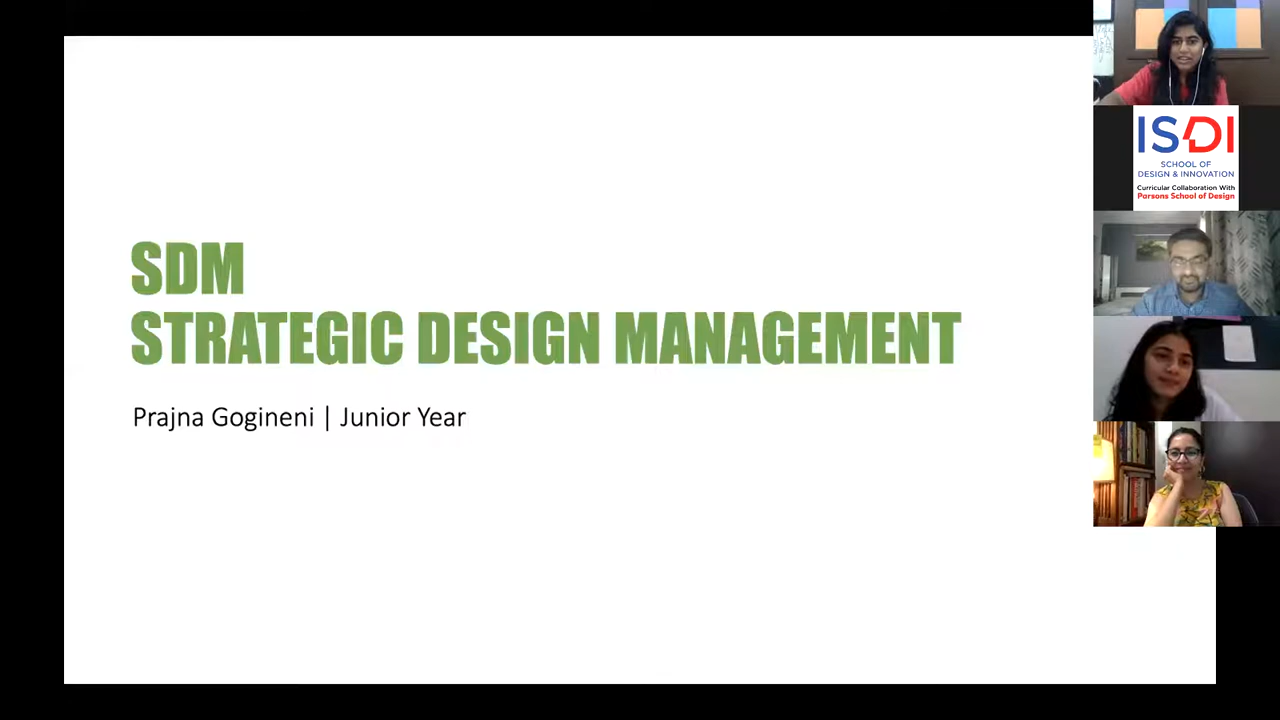 SDM
STRATEGIC DESIGN MANAGEMENT
Prajna Gogineni | Junior Year
ISDI
SCHOOL OF
DESIGN & INNOVATION
Curricular Collaboration With
Parsons School of Design